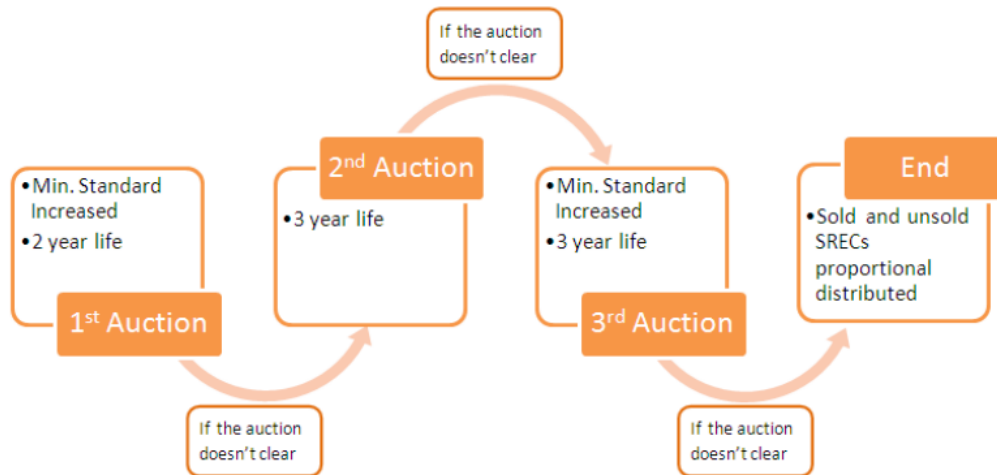 If the auction
doesn't clear
2nd Auction
End
•Min. Standard
Increased
•2 year life
•3 year life
•Min. Standard
Increased
•3 year life
•Sold and unsold
SRECs
proportional
distributed
1st Auction
3rd Auction
If the auction
doesn't clear
If the auction
doesn't clear